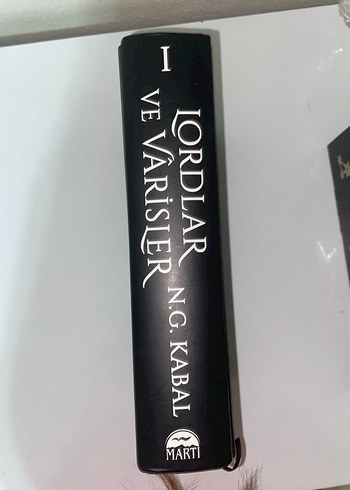 I
LORDLAR
VE VÂRİSLER
N.G. KABAL
MARTI